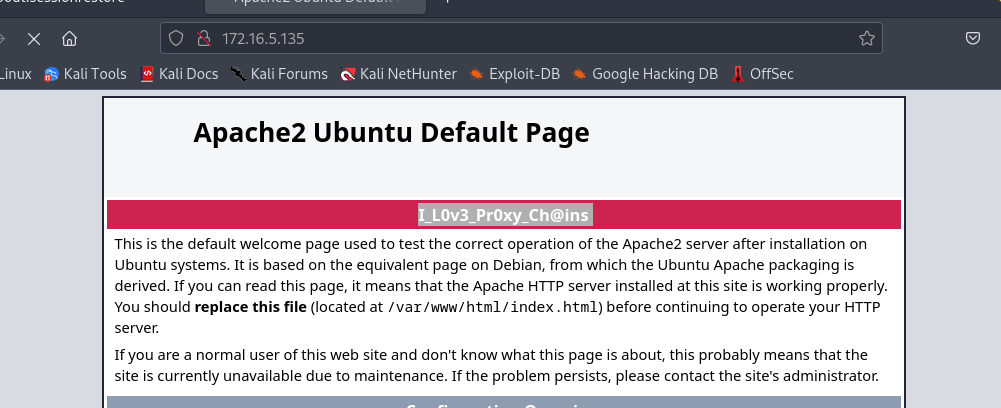 172.16.5.135
Linux Kali Tools Kali Docs Kali Forums Kali NetHunter Exploit-DB Google Hacking DB OffSec
Apache2 Ubuntu Default Page
I_L0v3_Pr0xy_Ch@ins
This is the default welcome page used to test the correct operation of the Apache2 server after installation on
Ubuntu systems. It is based on the equivalent page on Debian, from which the Ubuntu Apache packaging is
derived. If you can read this page, it means that the Apache HTTP server installed at this site is working properly.
You should replace this file (located at /var/www/html/index.html) before continuing to operate your HTTP
server.
If you are a normal user of this web site and don't know what this page is about, this probably means that the
site is currently unavailable due to maintenance. If the problem persists, please contact the site's administrator.